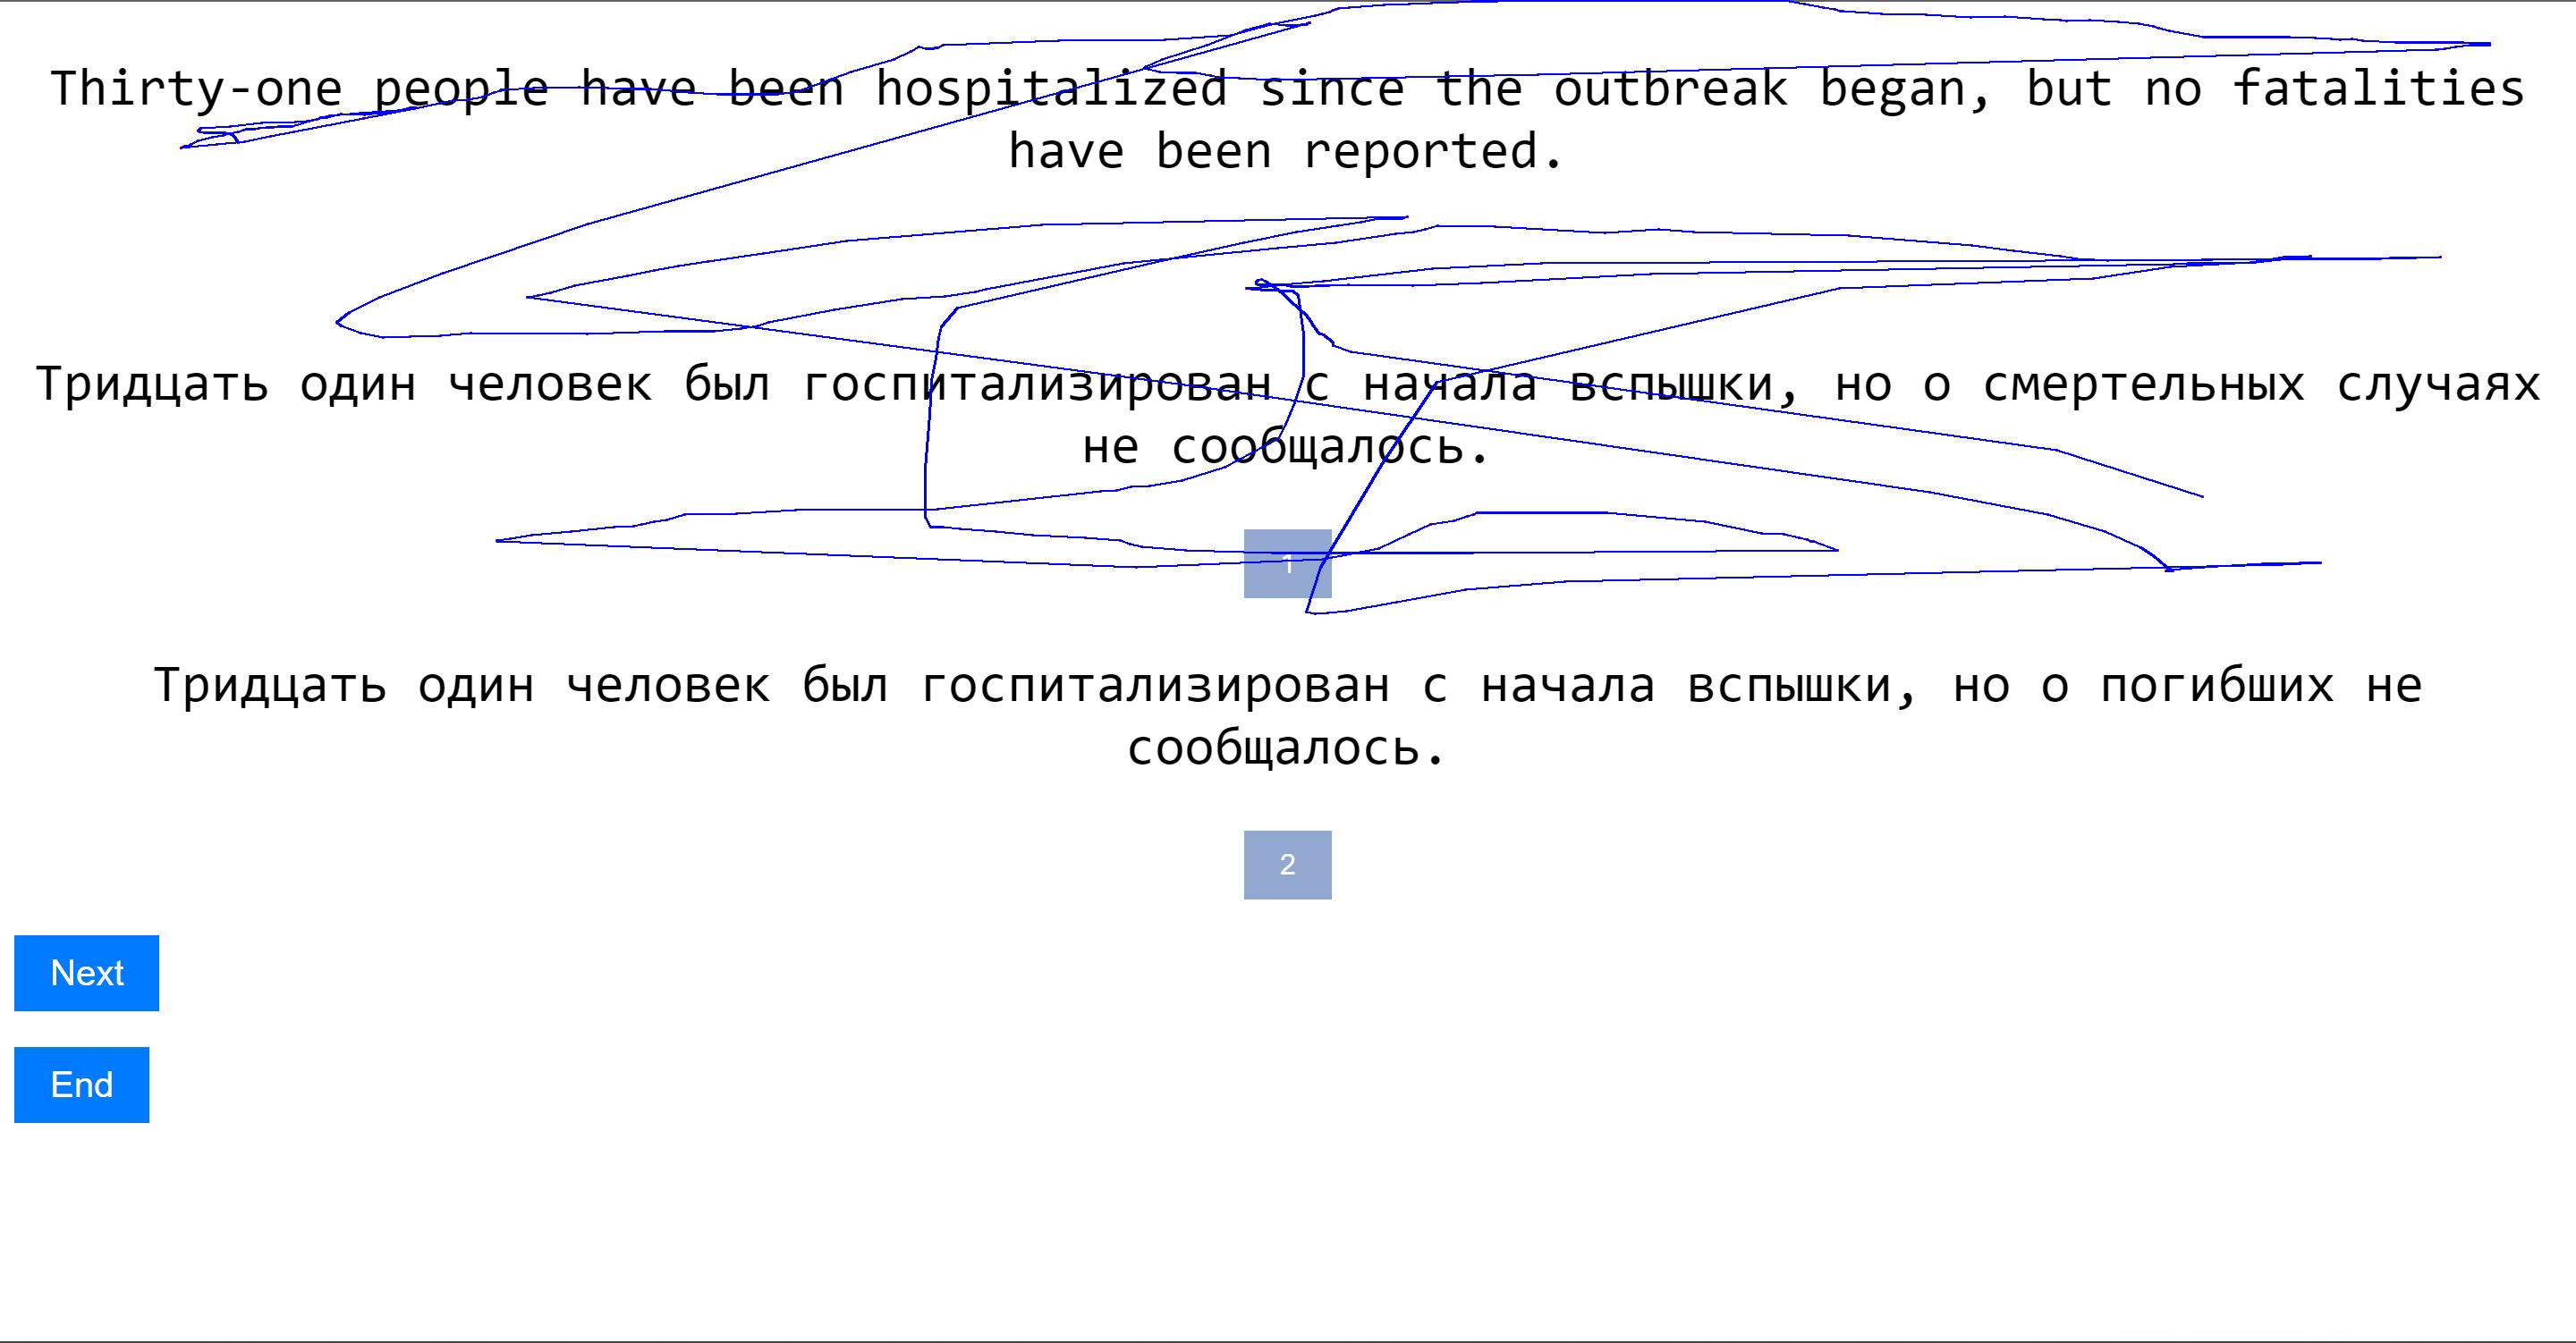 Thirty-one people have been hospitalized since the outbreak began, but no fatalities
have been reported.
Тридцать один человек был госпитализирован с начала вспышки, но о смертельных случаях
не сообщалось.
1
Тридцать один человек был госпитализирован с начала вспышки, но о погибших не
сообщалось.
2
Next
End